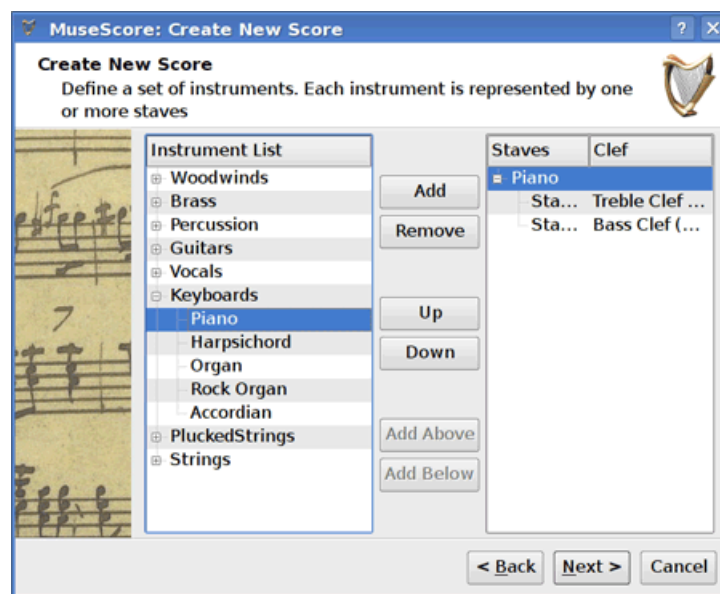 MuseScore: Create New Score
Create New Score
Define a set of instruments. Each instrument is represented by one
or more staves
Instrument List
Woodwinds
Brass
Percussion
Guitars
Vocals
Keyboards
Piano
Harpsichord
Organ
Rock Organ
Accordian
PluckedStrings
Strings
Add
Remove
Up
Down
Add Above
Add Below
Staves Clef
Piano
Sta... Treble Clef ...
Sta... Bass Clef (...
< Back
Next >
Cancel